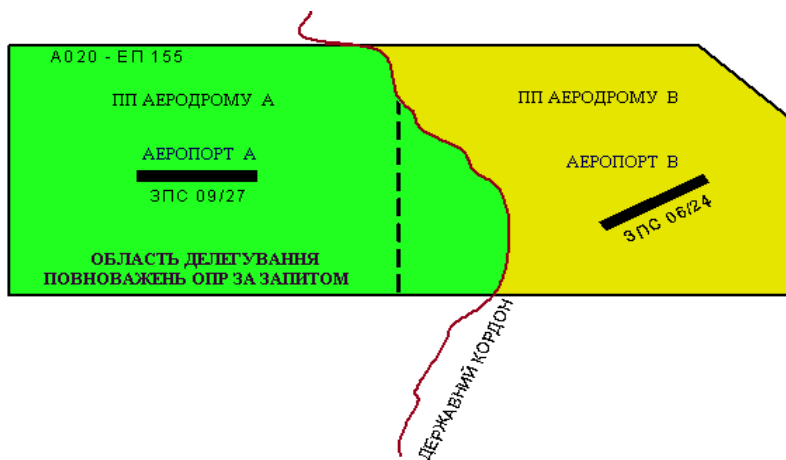 А020 - ЕП 155
ПП АЕРОДРОМУ А
АЕРОПОРТ А
ЗПС 09/27
ОБЛАСТЬ ДЕЛЕГУВАННЯ
ПОВНОВАЖЕНЬ ОПР ЗА ЗАПИТОМ
ПП АЕРОДРОМУ В
АЕРОПОРТ В
ЗПС 06/24
ДЕРЖАВНИЙ КОРДОН